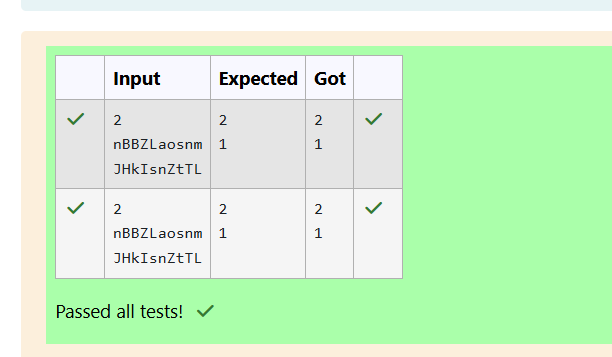 Input Expected Got
2 2 2
nBBZLaosnm 1 1
JHkIsnZtTL
2 2 2
nBBZLaosnm 1 1
JHkIsnZtTL
Passed all tests!